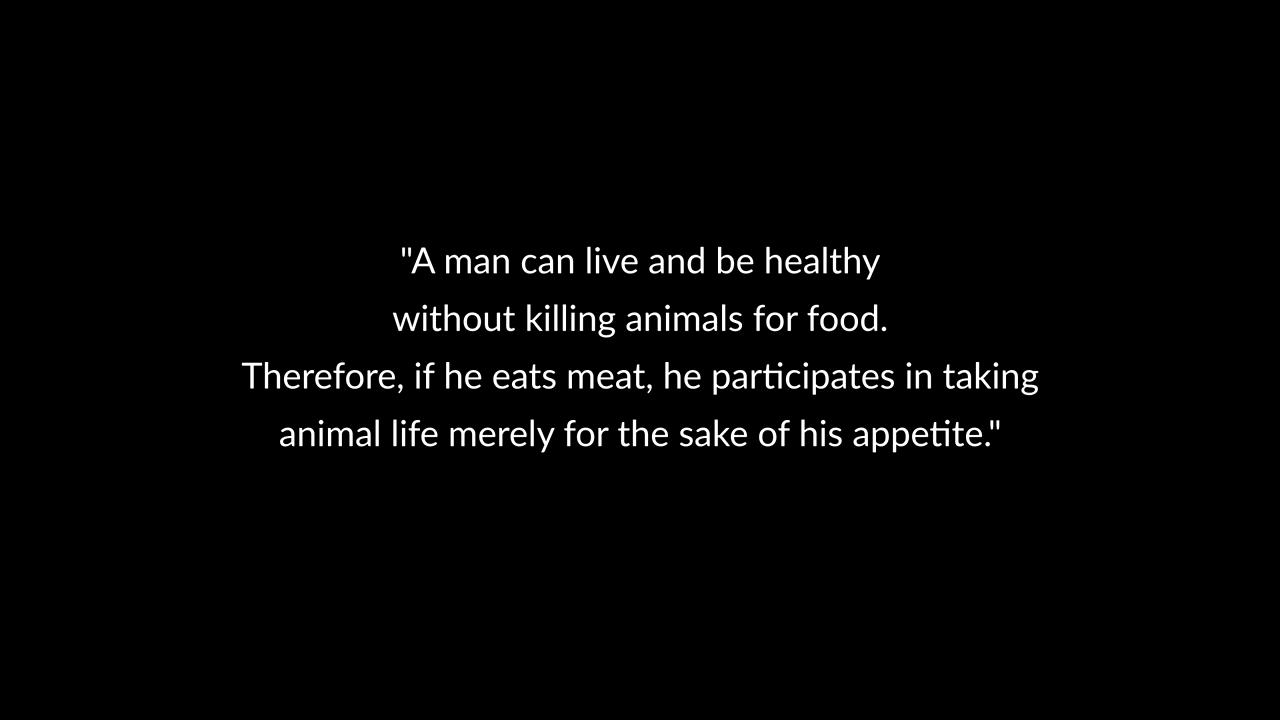 "A man can live and be healthy
without killing animals for food.
Therefore, if he eats meat, he participates in taking
animal life merely for the sake of his appetite."